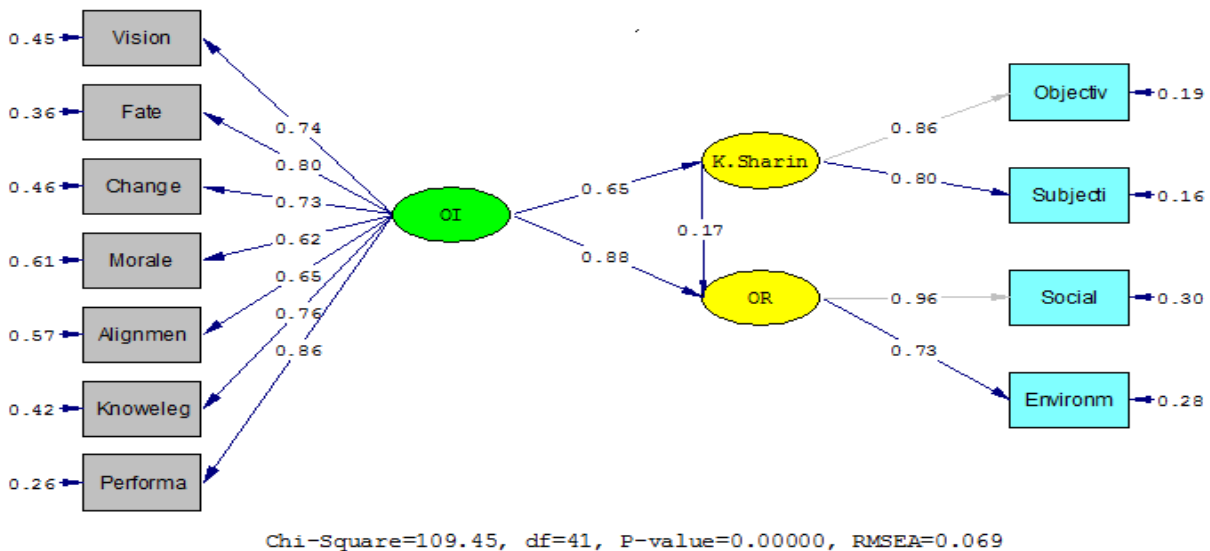 0.45 Vision
0.36 Fate
0.46 Change
0.61 Morale
0.57 Alignmen
0.42 Knoweleg
0.26 Performa
0.74
0.80
0.73
0.62
0.65
0.76
0.86
OI
0.65
0.88
K.Sharin
0.17
OR
0.86
0.80
0.96
0.73
Objectiv 0.19
Subjecti 0.16
Social 0.30
Environm 0.28
Chi-Square=109.45, df=41, P-value=0.00000, RMSEA=0.069